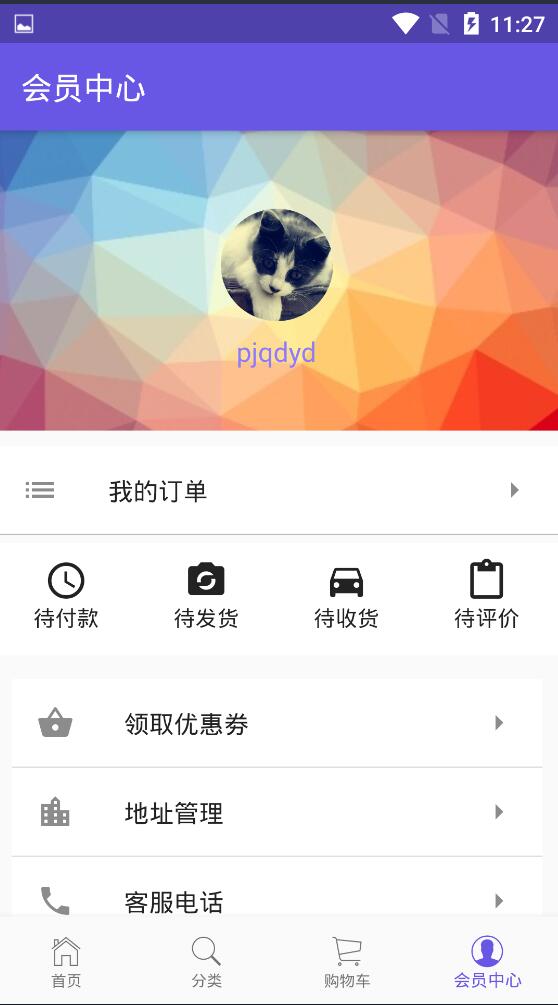 11:27
会员中心
pjqdyd
我的订单
待付款 待发货 待收货 待评价
领取优惠劵
地址管理
客服电话
首页 分类 购物车 会员中心